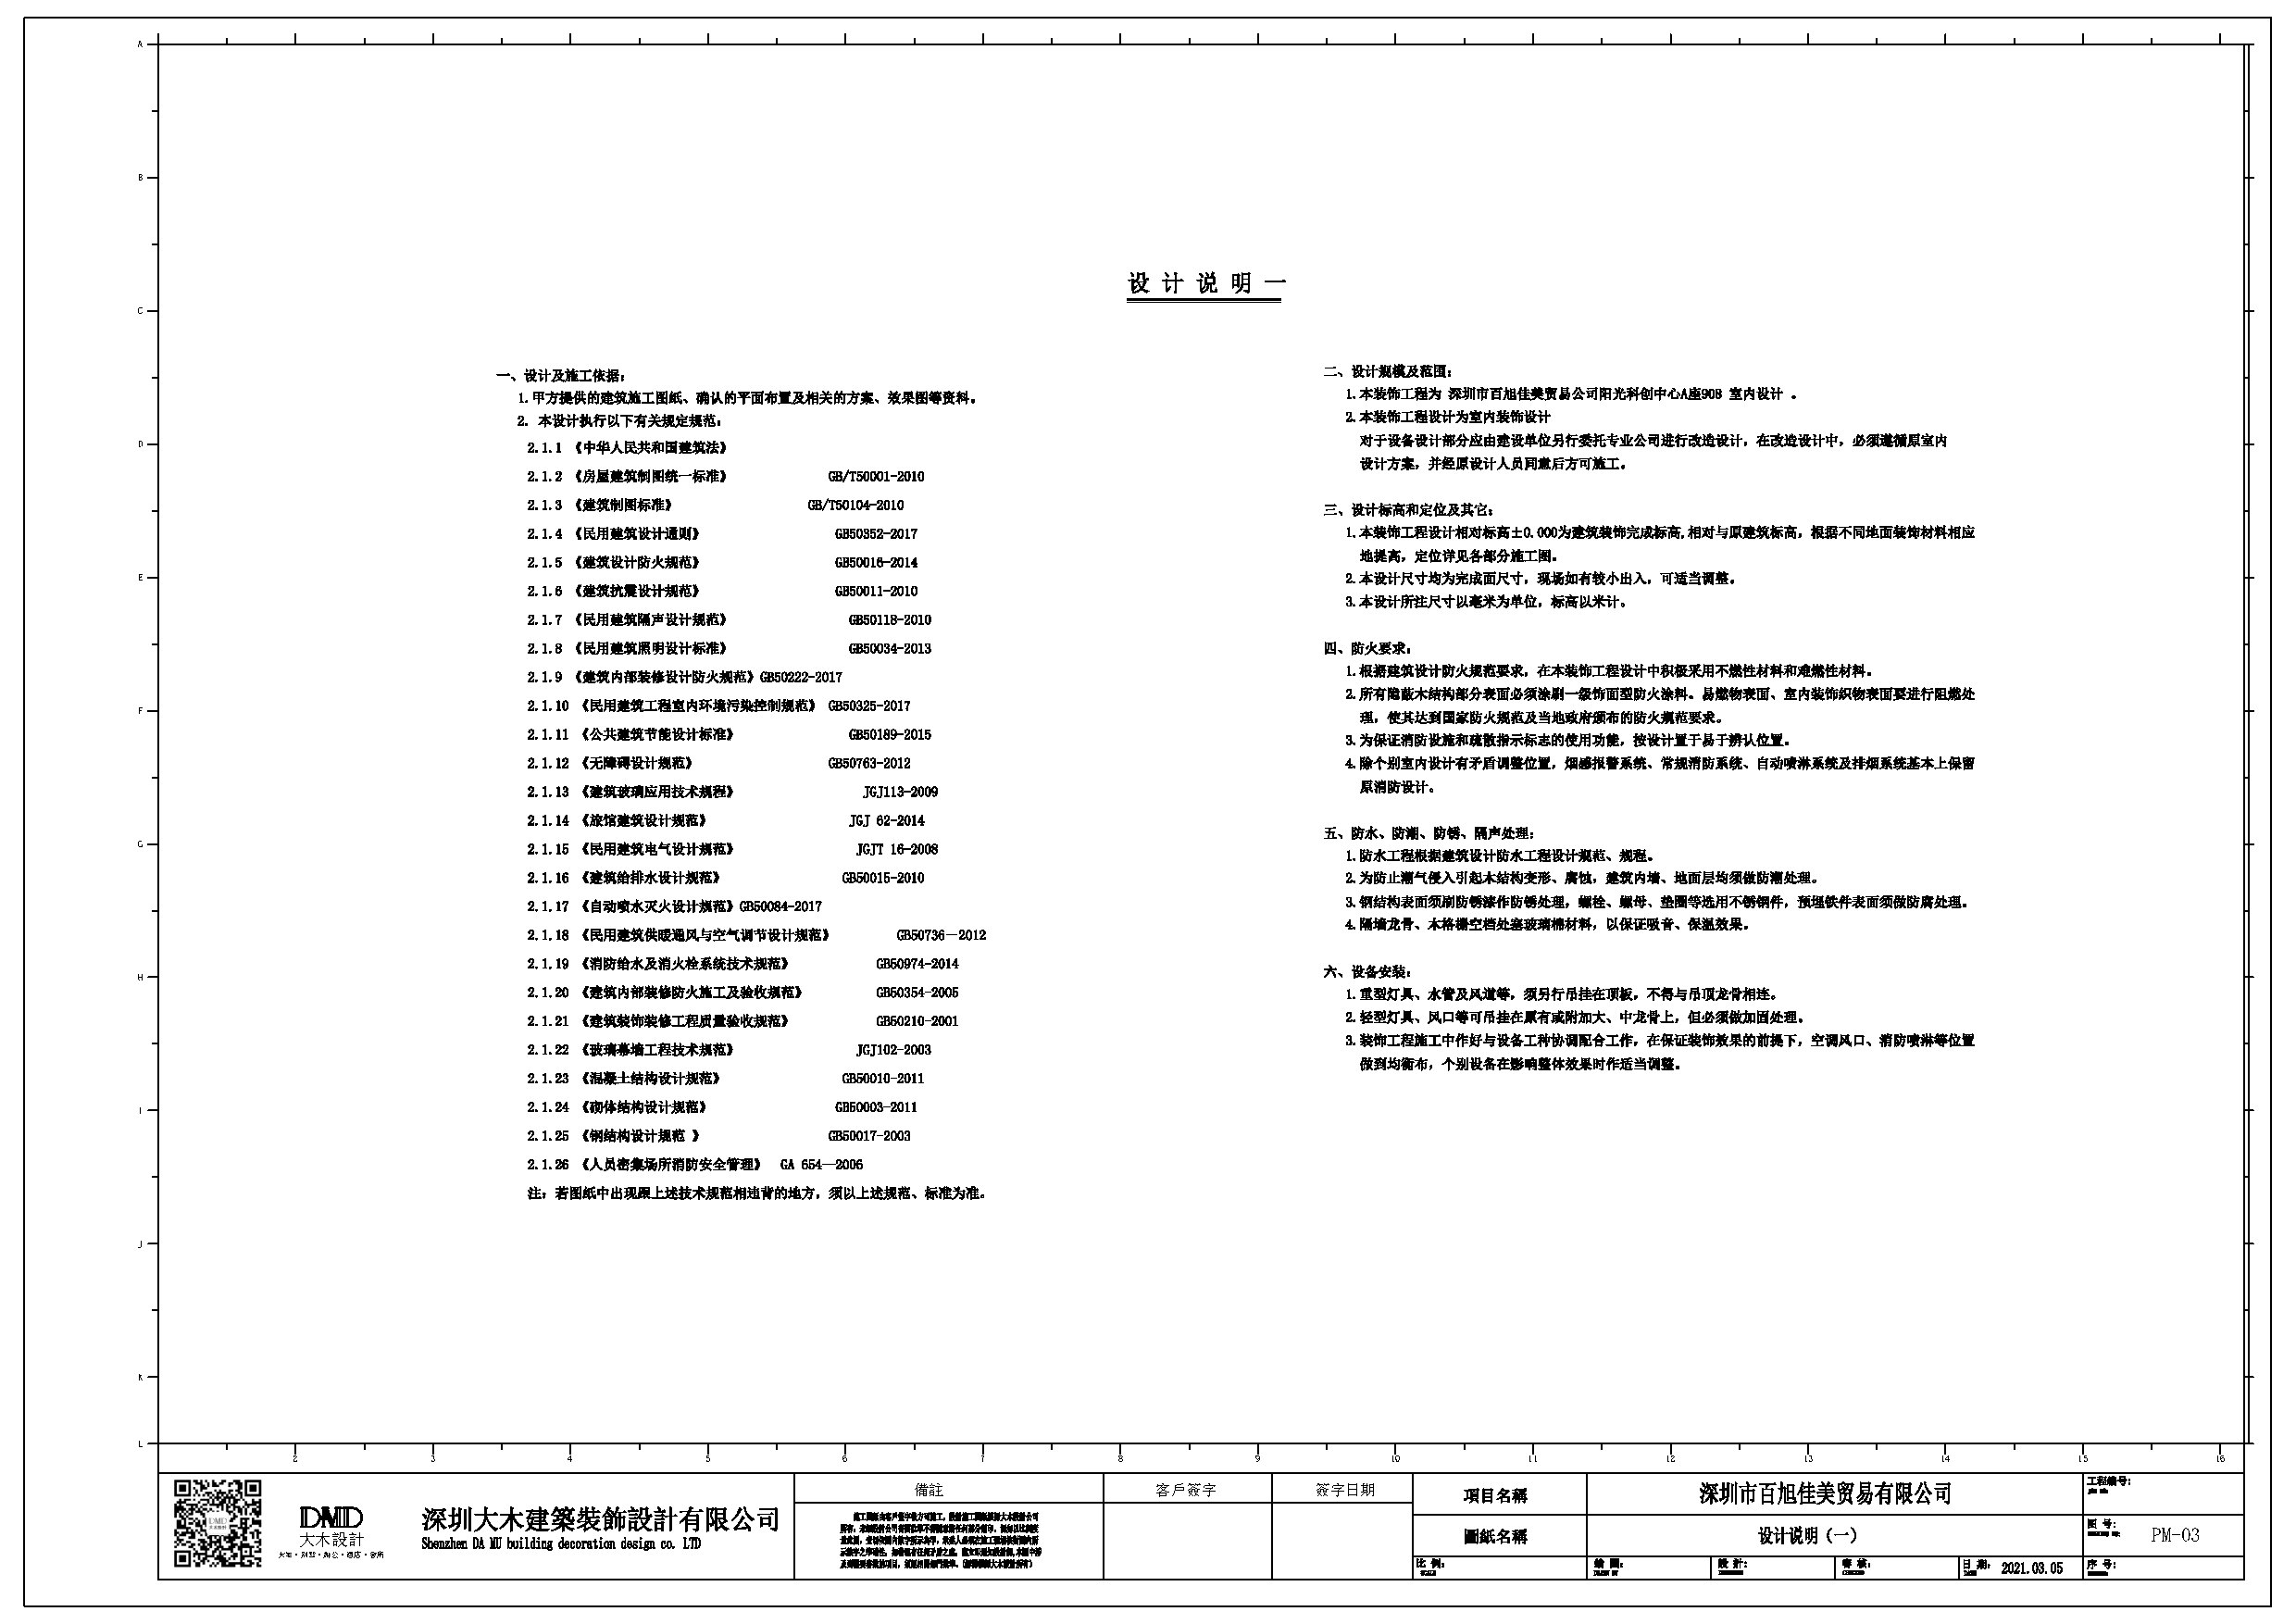 设计说明一
一、设计及施工依据:
1.甲方提供的建筑施工图纸、确认的平面布置及相关的方案、效果图等资料。
2. 本设计执行以下有关规定规范:
2.1.1 《中华人民共和国建筑法》
2.1.2 《房屋建筑制图统一标准》 GB/T50001-2010
2.1.3 《建筑制图标准》 GB/T50104-2010
2.1.4 《民用建筑设计通则》 GB50352-2017
2.1.5 《建筑设计防火规范》 GB50016-2014
2.1.6 《建筑抗震设计规范》 GB50011-2010
2.1.7 《民用建筑隔声设计规范》 GB50118-2010
2.1.8 《民用建筑照明设计标准》 GB50034-2013
2.1.9 《建筑内部装修设计防火规范》GB50222-2017
2.1.10 《民用建筑工程室内环境污染控制规范》 GB50325-2017
2.1.11 《公共建筑节能设计标准》 GB50189-2015
2.1.12 《无障碍设计规范》 GB50763-2012
2.1.13 《建筑玻璃应用技术规程》 JGJ113-2009
2.1.14 《旅馆建筑设计规范》 JGJ 62-2014
2.1.15 《民用建筑电气设计规范》 JGJT 16-2008
2.1.16 《建筑给排水设计规范》 GB50015-2010
2.1.17 《自动喷水灭火设计规范》GB50084-2017
2.1.18 《民用建筑供暖通风与空气调节设计规范》 GB50736—2012
2.1.19 《消防给水及消火栓系统技术规范》 GB50974-2014
2.1.20 《建筑内部装修防火施工及验收规范》 GB50354-2005
2.1.21 《建筑装饰装修工程质量验收规范》 GB50210-2001
2.1.22 《玻璃幕墙工程技术规范》 JGJ102-2003
2.1.23 《混凝土结构设计规范》 GB50010-2011
2.1.24 《砌体结构设计规范》 GB50003-2011
2.1.25 《钢结构设计规范 》 GB50017-2003
2.1.26 《人员密集场所消防安全管理》 GA 654—2006
注: 若图纸中出现跟上述技术规范相违背的地方，须以上述规范、标准为准。
二、设计规模及范围:
1.本装饰工程为 深圳市百旭佳美贸易公司阳光科创中心A座908 室内设计 。
2.本装饰工程设计为室内装饰设计
对于设备设计部分应由建设单位另行委托专业公司进行改造设计，在改造设计中，必须遵循原室内
设计方案，并经原设计人员同意后方可施工。
三、设计标高和定位及其它:
1.本装饰工程设计相对标高±0.000为建筑装饰完成标高,相对与原建筑标高，根据不同地面装饰材料相应
地提高，定位详见各部分施工图。
2.本设计尺寸均为完成面尺寸，现场如有较小出入，可适当调整。
3.本设计所注尺寸以毫米为单位，标高以米计。
四、防火要求:
1.根据建筑设计防火规范要求，在本装饰工程设计中积极采用不燃性材料和难燃性材料。
2.所有隐蔽木结构部分表面必须涂刷一级饰面型防火涂料。易燃物表面、室内装饰织物表面要进行阻燃处
理，使其达到国家防火规范及当地政府颁布的防火规范要求。
3.为保证消防设施和疏散指示标志的使用功能，按设计置于易于辨认位置。
4.除个别室内设计有矛盾调整位置，烟感报警系统、常规消防系统、自动喷淋系统及排烟系统基本上保留
原消防设计。
五、防水、防潮、防锈、隔声处理:
1.防水工程根据建筑设计防水工程设计规范、规程。
2.为防止潮气侵入引起木结构变形、腐蚀，建筑内墙、地面层均须做防潮处理。
3.钢结构表面须刷防锈漆作防锈处理，螺栓、螺母、垫圈等选用不锈钢件，预埋铁件表面须做防腐处理。
4.隔墙龙骨、木格栅空档处塞玻璃棉材料，以保证吸音、保温效果。
六、设备安装:
1.重型灯具、水管及风道等，须另行吊挂在顶板，不得与吊顶龙骨相连。
2.轻型灯具、风口等可吊挂在原有或附加大、中龙骨上，但必须做加固处理。
3.装饰工程施工中作好与设备工种协调配合工作，在保证装饰效果的前提下，空调风口、消防喷淋等位置
做到均衡布，个别设备在影响整体效果时作适当调整。
A
B
C
D
E
F
G
H
I
J
K
L
2 3 4 5 6 7 8 9 10 11 12 13 14 15 16
DMD
大木設計
深圳大木建築裝飾設計有限公司
Shenzhen DA MU building decoration design co. LTD
備註
客戶簽字
簽字日期
項目名稱
深圳市百旭佳美贸易有限公司
圖紙名稱
设计说明（一）
工程编号:
图 号:
PM-03
比 例:
繪 圖:
設 計:
審 核:
日 期: 2021.03.05
序 号: